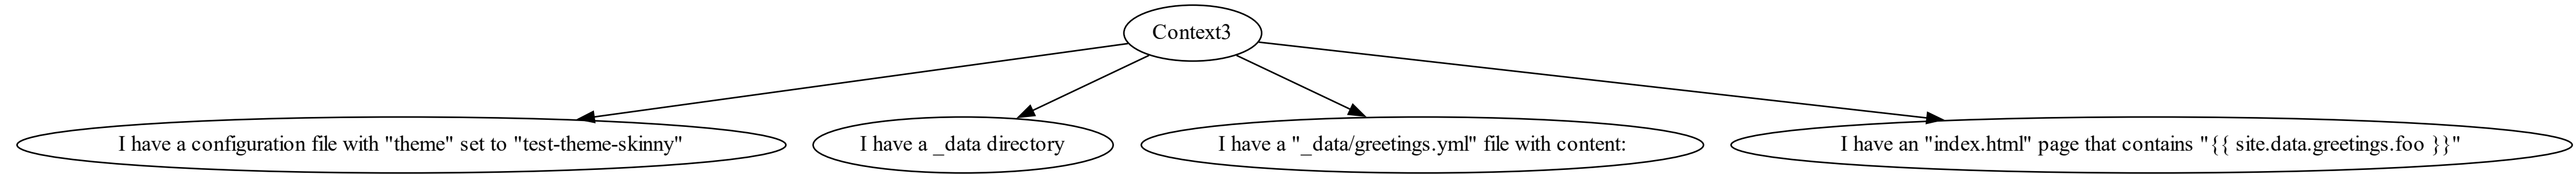 Context3
I have a configuration file with "theme" set to "test-theme-skinny"
I have a _data directory
I have a "_data/greetings.yml" file with content:
I have an "index.html" page that contains "{{ site.data.greetings.foo }}"